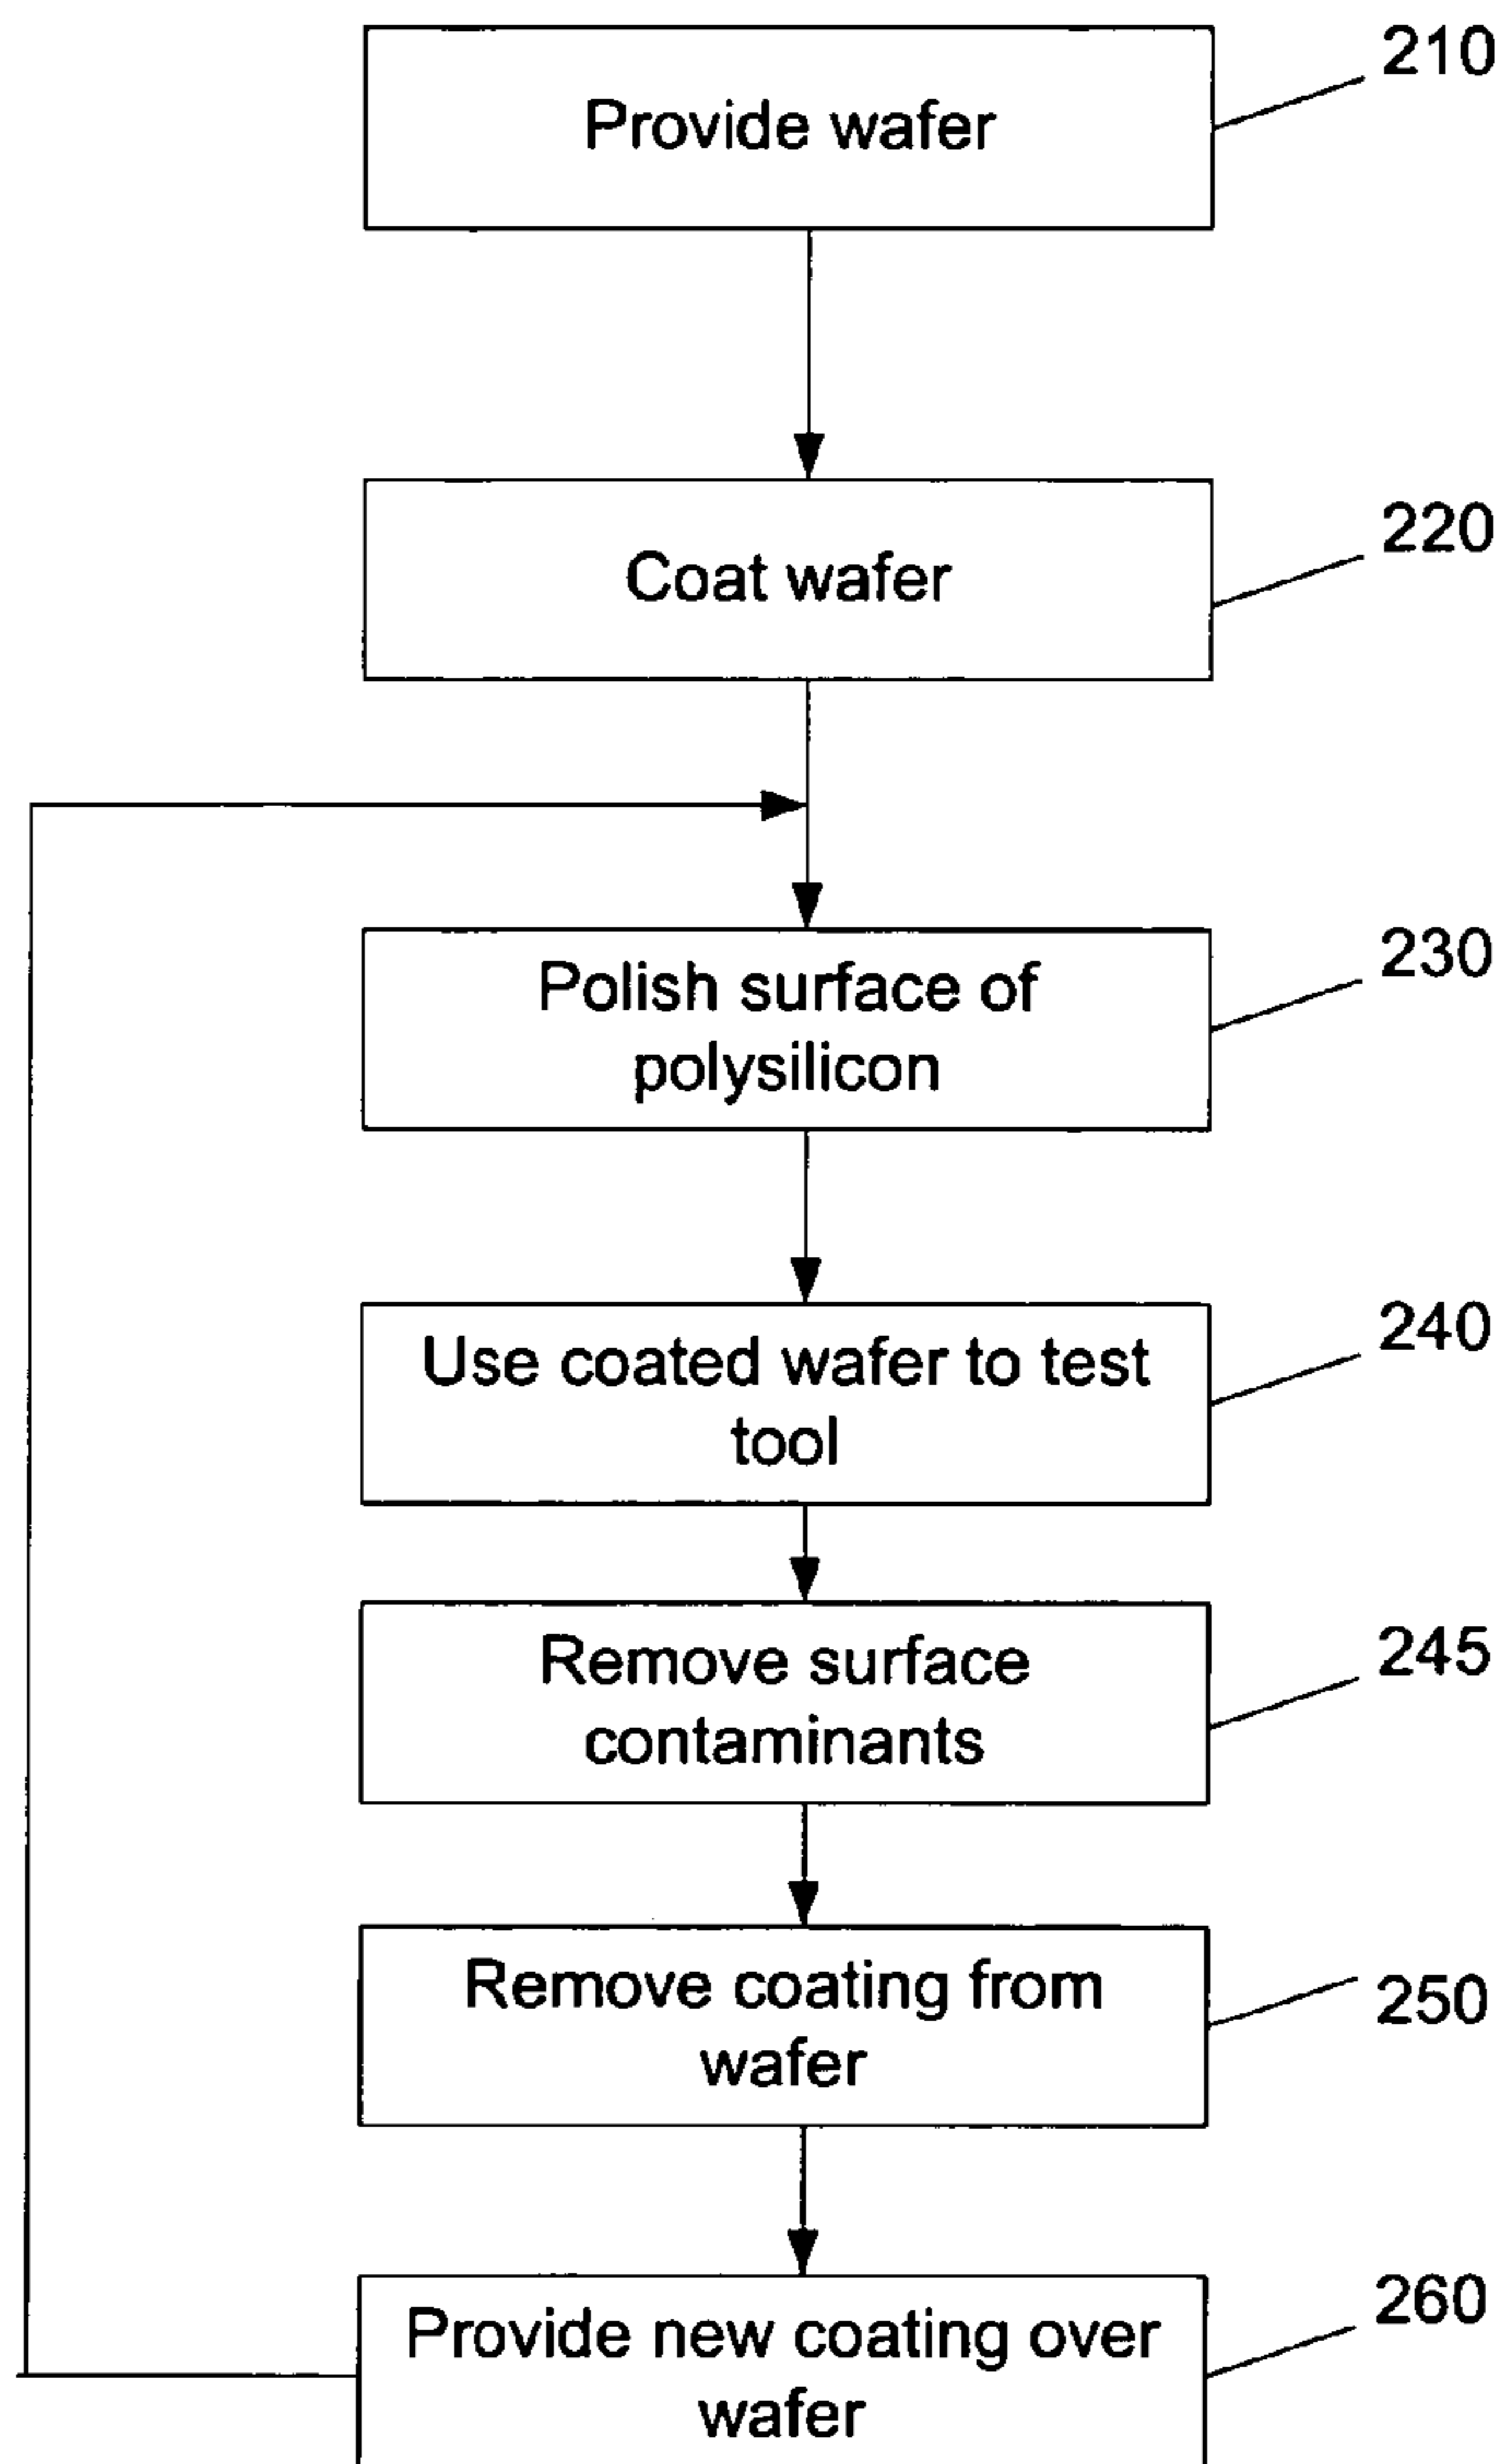 Provide wafer
210
Coat wafer
220
Polish surface of
polysilicon
230
Use coated wafer to test
tool
240
Remove surface
contaminants
245
Remove coating from
wafer
250
Provide new coating over
wafer
260